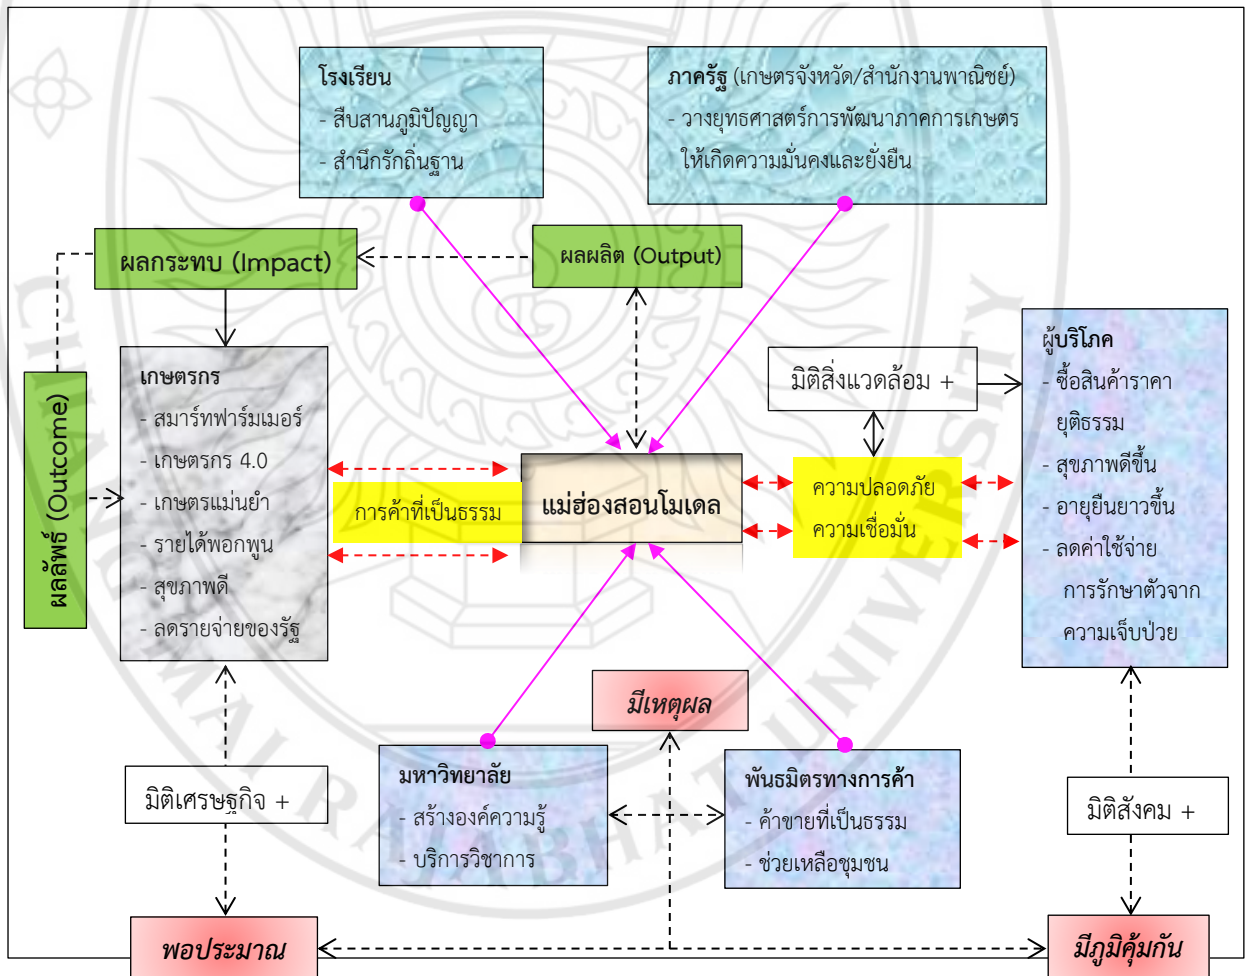 โรงเรียน
- สืบสานภูมิปัญญา
- สำนึกรักถิ่นฐาน
ภาครัฐ (เกษตรจังหวัด/สำนักงานพาณิชย์)
- วางยุทธศาสตร์การพัฒนาภาคการเกษตร
ให้เกิดความมั่นคงและยั่งยืน
ผลกระทบ (Impact)
ผลผลิต (Output)
ผลลัพธ์ (Outcome)
เกษตรกร
- สมาร์ทฟาร์มเมอร์
- เกษตรกร 4.0
- เกษตรแม่นยำ
- รายได้พอกพูน
- สุขภาพดี
- ลดรายจ่ายของรัฐ
การค้าที่เป็นธรรม
แม่ฮ่องสอนโมเดล
มิติสิ่งแวดล้อม +
ความปลอดภัย
ความเชื่อมั่น
ผู้บริโภค
- ซื้อสินค้าราคา
ยุติธรรม
- สุขภาพดีขึ้น
- อายุยืนยาวขึ้น
- ลดค่าใช้จ่าย
การรักษาตัวจาก
ความเจ็บป่วย
มีเหตุผล
มหาวิทยาลัย
- สร้างองค์ความรู้
- บริการวิชาการ
พันธมิตรทางการค้า
- ค้าขายที่เป็นธรรม
- ช่วยเหลือชุมชน
มิติเศรษฐกิจ +
มิติสังคม +
พอประมาณ
มีภูมิคุ้มกัน
CHIANG MAI RAJABHAT UNIVERSITY